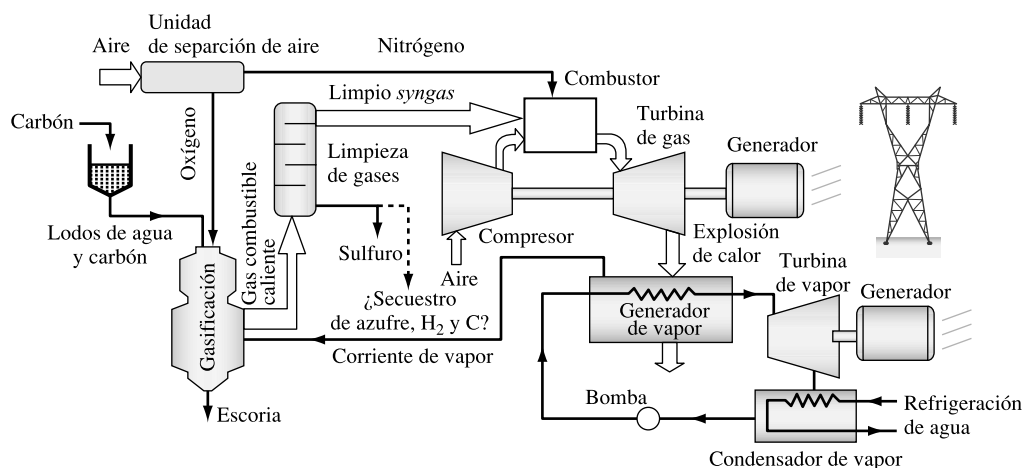 Unidad
de separción de aire
Aire
Nitrógeno
Combustor
Limpio syngas
Turbina
de gas
Carbón
Oxígeno
Limpieza
de gases
Generador
Lodos de agua
y carbón
Gas combustible
caliente
Sulfuro
Compresor
Explosión
de calor
Aire
Turbina
de vapor
Generador
¿Secuestro
de azufre, H2 y C?
Generador
de vapor
Gasificación
Corriente de vapor
Escoria
Bomba
Refrigeración
de agua
Condensador de vapor